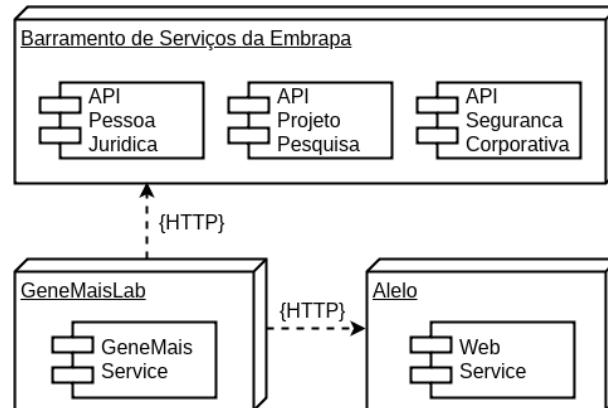 Barramento de Serviços da Embrapa
API
Pessoa
Juridica
API
Projeto
Pesquisa
API
Seguranca
Corporativa
{HTTP}
GeneMaisLab
GeneMais
Service
{HTTP}
Alelo
Web
Service